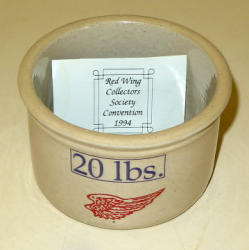 Red Wing
Collectors
Society
Convention
1994
20 lbs.